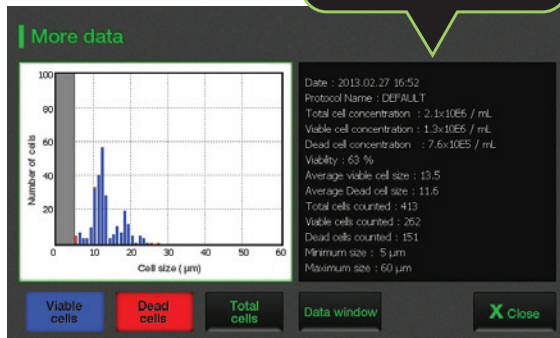 More data
100
80
60
40
20
Number of cells
0 10 20 30 40 50 60
Cell size ( μm)
Date : 2013.02.27 16:52
Protocol Name : DEFAULT
Total cell concentration : 2.1x10E6 / mL
Viable cell concentration : 1.3x10E6 / mL
Dead cell concentration : 7.6x10E5 / mL
Viability : 63 %
Average viable cell size : 13.5
Average Dead cell size : 11.6
Total cells counted : 413
Viable cells counted : 262
Dead cells counted : 151
Minimum size : 5 μm
Maximum size : 60 μm
Viable
cells
Dead
cells
Total
cells
Data window
X Close